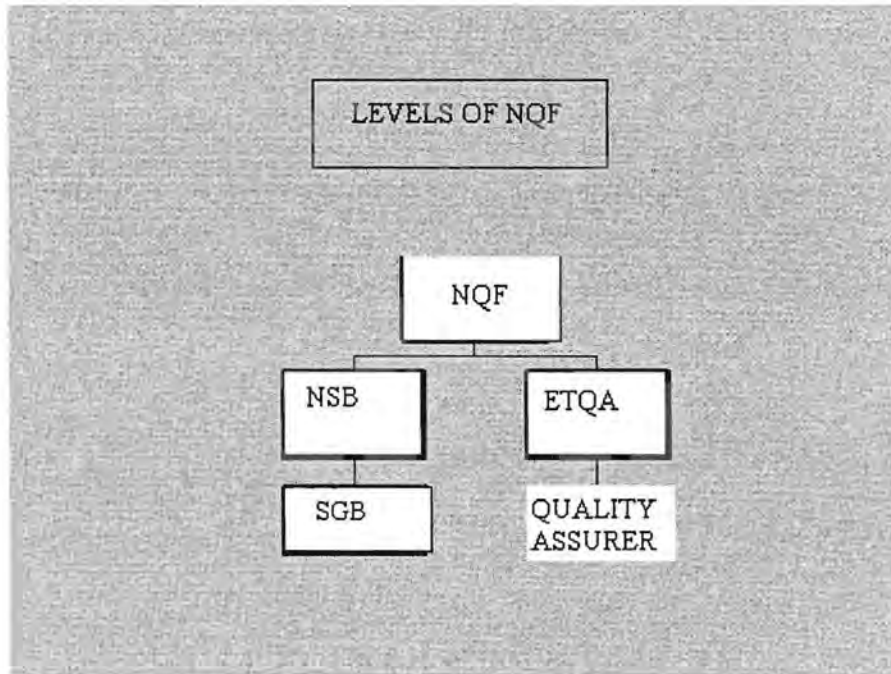 LEVELS OF NQF
NQF
NSB
ETQA
SGB
QUALITY
ASSURER